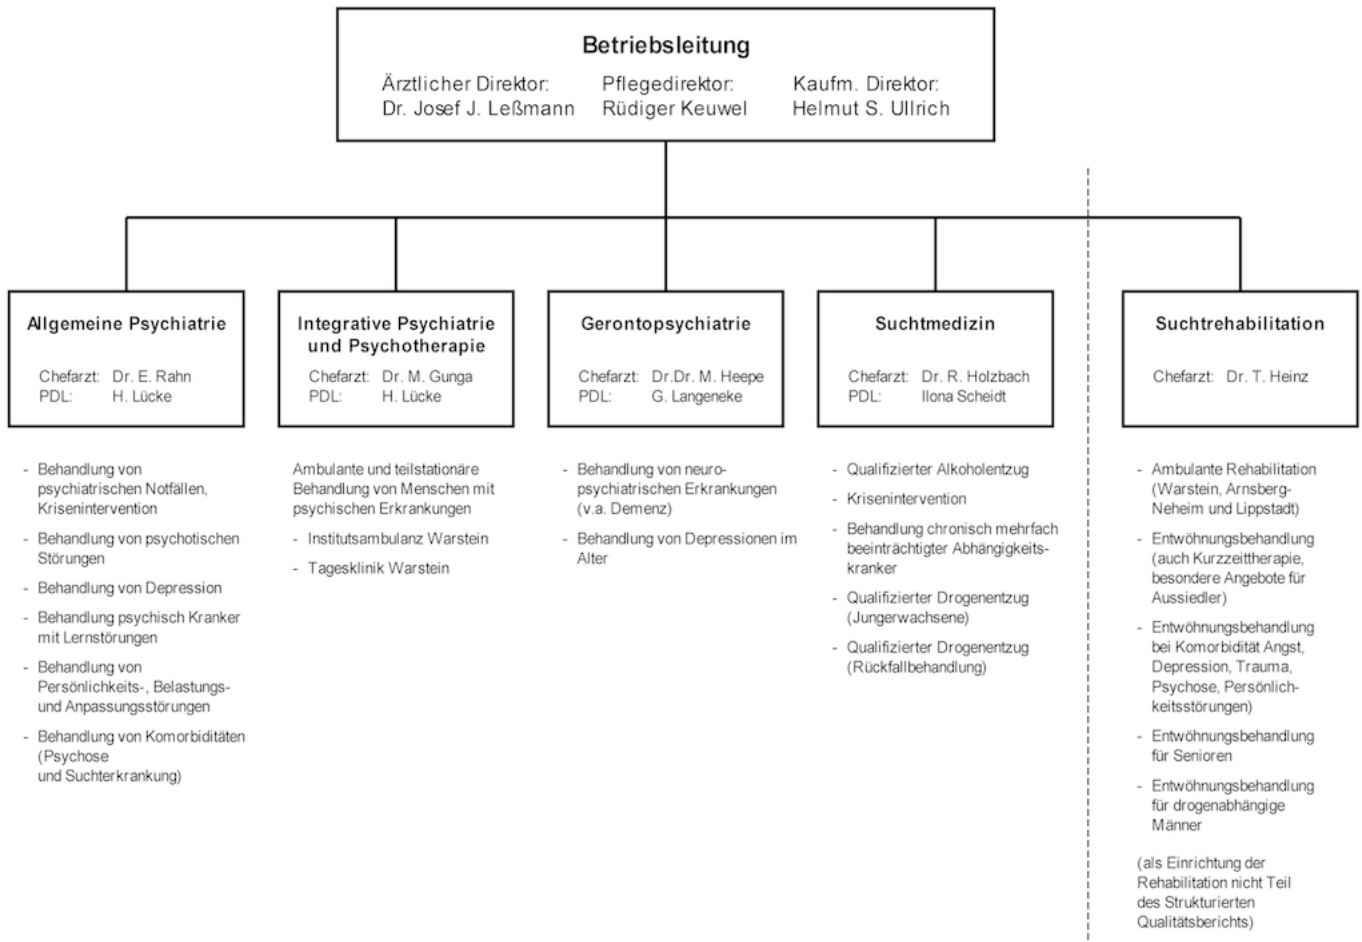 Betriebsleitung
Ärztlicher Direktor:
Dr. Josef J. Leßmann
Pflegedirektor:
Rüdiger Keuwel
Kaufm. Direktor:
Helmut S. Ullrich
Allgemeine Psychiatrie
Chefarzt: Dr. E. Rahn
PDL: H. Lücke
- Behandlung von
psychiatrischen Notfällen,
Krisenintervention
- Behandlung von psychotischen
Störungen
- Behandlung von Depression
- Behandlung psychisch Kranker
mit Lernstörungen
- Behandlung von
Persönlichkeits-, Belastungs-
und Anpassungsstörungen
- Behandlung von Komorbiditäten
(Psychose
und Suchterkrankung)
Integrative Psychiatrie
und Psychotherapie
Chefarzt: Dr. M. Gunga
PDL: H. Lücke
Ambulante und teilstationäre
Behandlung von Menschen mit
psychischen Erkrankungen
- Institutsambulanz Warstein
- Tagesklinik Warstein
Gerontopsychiatrie
Chefarzt: Dr.Dr. M. Heepe
PDL: G. Langeneke
- Behandlung von neuro-
psychiatrischen Erkrankungen
(v.a. Demenz)
- Behandlung von Depressionen im
Alter
Suchtmedizin
Chefarzt: Dr. R. Holzbach
PDL: Ilona Scheidt
- Qualifizierter Alkoholentzug
- Krisenintervention
- Behandlung chronisch mehrfach
beeinträchtigter Abhängigkeits-
kranker
- Qualifizierter Drogenentzug
(Jungerwachsene)
- Qualifizierter Drogenentzug
(Rückfallbehandlung)
Suchtrehabilitation
Chefarzt: Dr. T. Heinz
- Ambulante Rehabilitation
(Warstein, Arnsberg-
Neheim und Lippstadt)
- Entwöhnungsbehandlung
(auch Kurzzeittherapie,
besondere Angebote für
Aussiedler)
- Entwöhnungsbehandlung
bei Komorbidität Angst,
Depression, Trauma,
Psychose, Persönlich-
keitsstörungen)
- Entwöhnungsbehandlung
für Senioren
- Entwöhnungsbehandlung
für drogenabhängige
Männer
(als Einrichtung der
Rehabilitation nicht Teil
des Strukturierten
Qualitätsberichts)